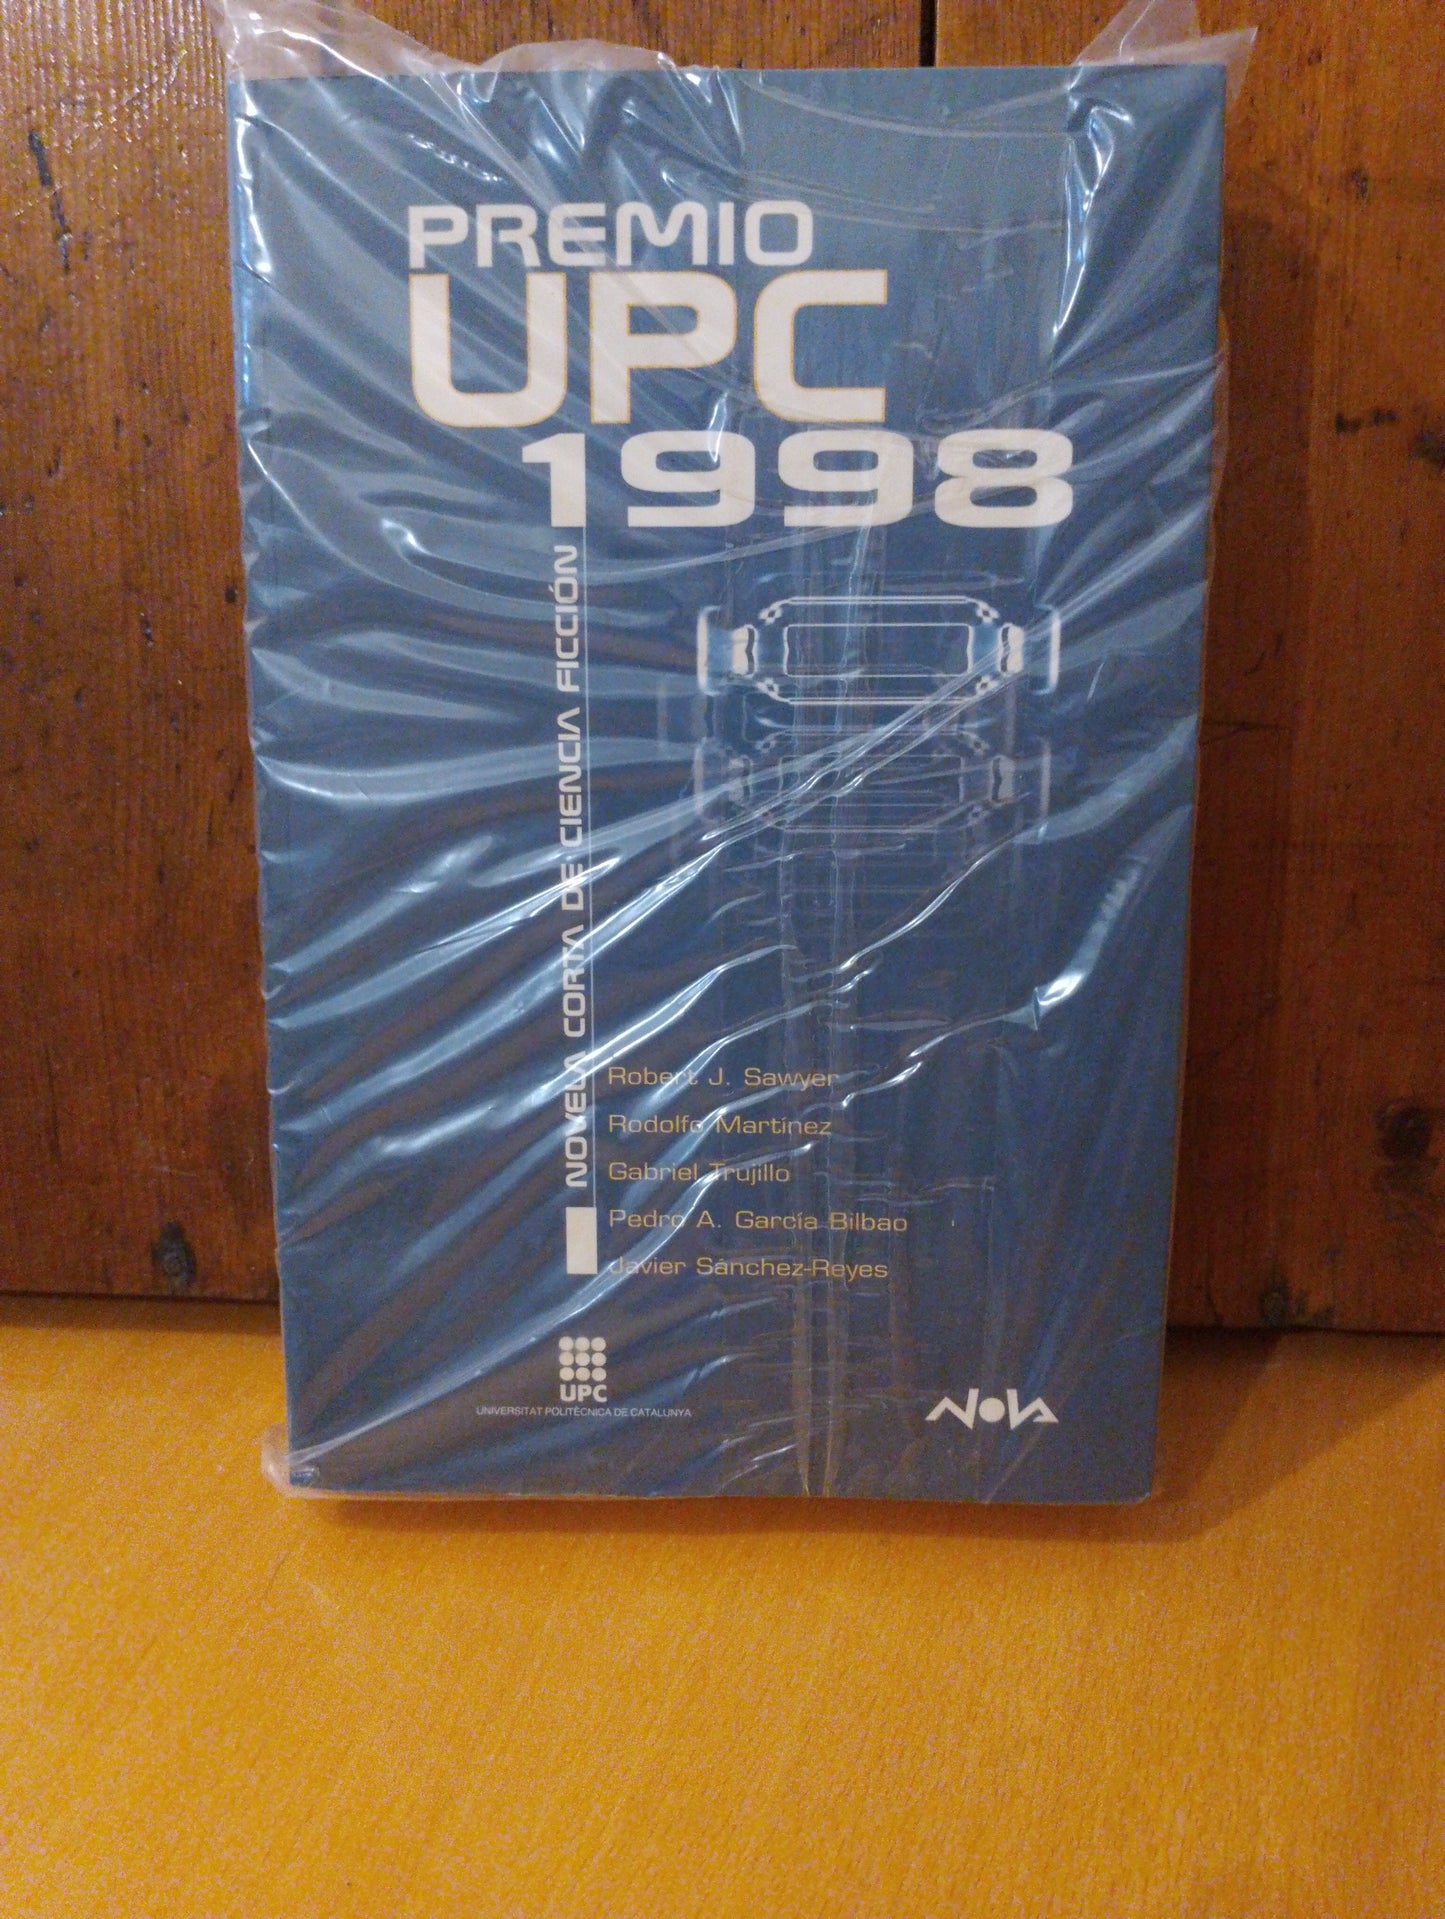 PREMIO
UPC
1998
NOVELA CORTA DE CIENCIA FICCIÓN
Robert J. Sawyer
Rodolfo Martínez
Gabriel Trujillo
Pedro A. García Bilbao
Javier Sánchez-Reyes
UPC
UNIVERSITAT POLITÈCNICA DE CATALUNYA
NOVA